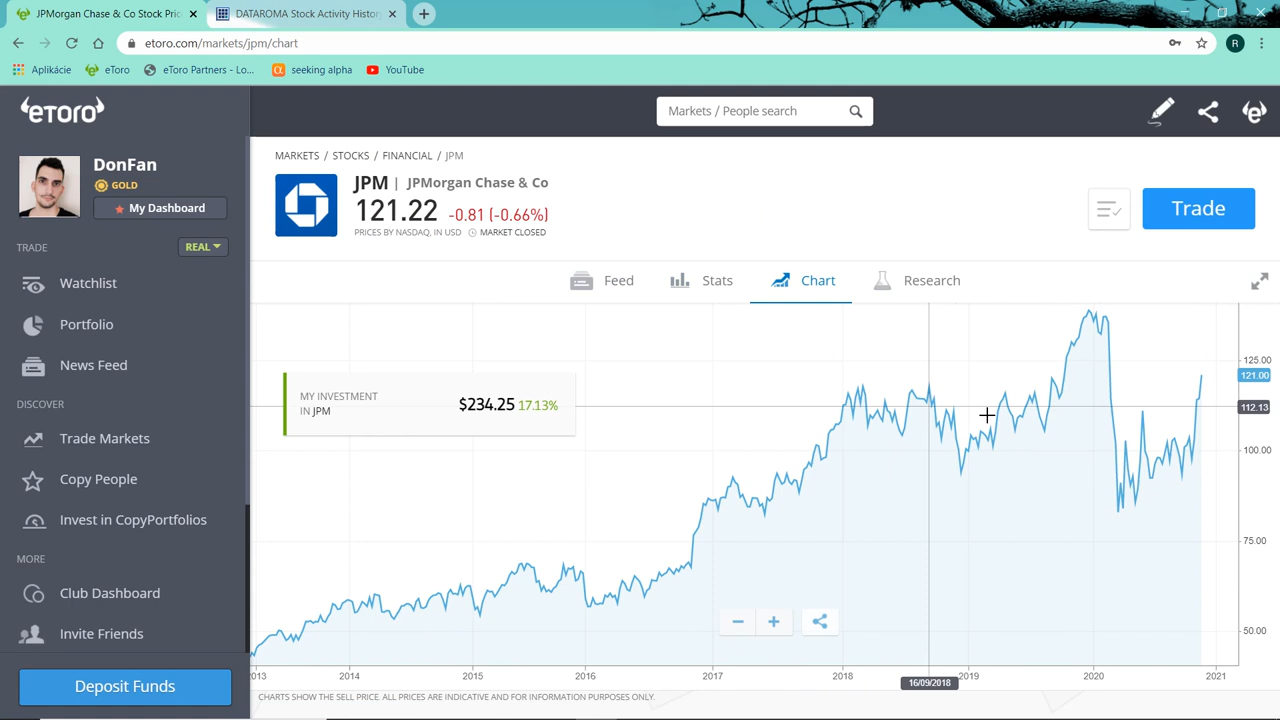 JPMorgan Chase & Co Stock Pric
DATAROMA Stock Activity Histor
etoro.com/markets/jpm/chart
R
Aplikácie
eToro
eToro Partners - Lo...
seeking alpha
YouTube
eToro
Markets / People search
DonFan
GOLD
My Dashboard
TRADE
REAL
Watchlist
Portfolio
News Feed
DISCOVER
Trade Markets
Copy People
Invest in CopyPortfolios
MORE
Club Dashboard
Invite Friends
Deposit Funds
MARKETS / STOCKS / FINANCIAL / JPM
JPM | JPMorgan Chase & Co
121.22 -0.81 (-0.66%)
PRICES BY NASDAQ, IN USD MARKET CLOSED
Trade
Feed
Stats
Chart
Research
MY INVESTMENT
IN JPM
$234.25 17.13%
125.00
121.00
112.13
100.00
75.00
50.00
2013
2014
2015
2016
2017
2018
16/09/2018
2019
2020
2021
CHARTS SHOW THE SELL PRICE. ALL PRICES ARE INDICATIVE AND FOR INFORMATION PURPOSES ONLY.